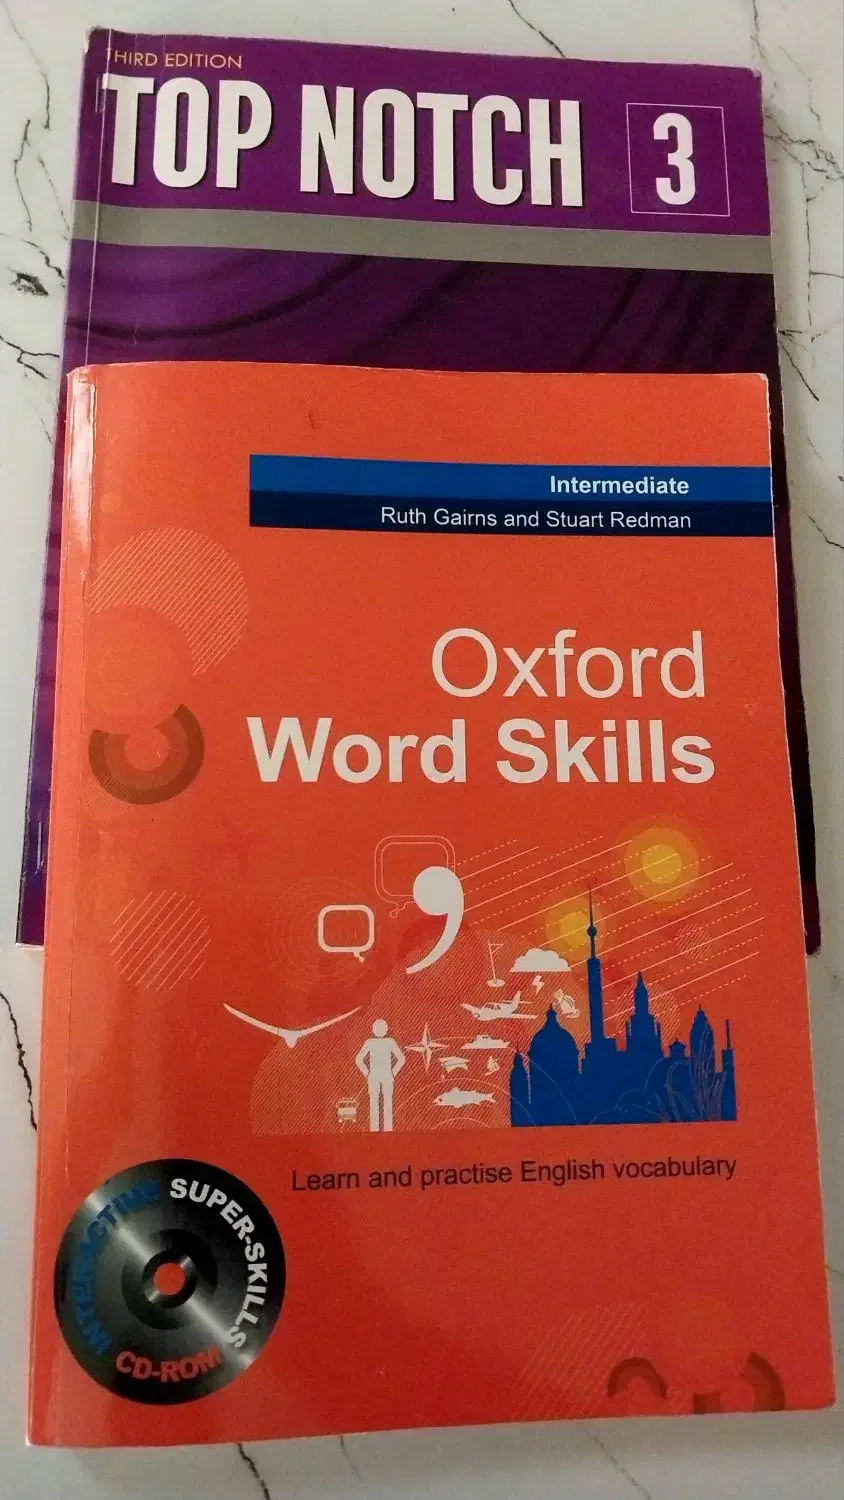 THIRD EDITION
TOP NOTCH 3
Intermediate
Ruth Gairns and Stuart Redman
Oxford
Word Skills
Learn and practise English vocabulary
INTERACTIVE SUPER-SKILLS
CD-ROM